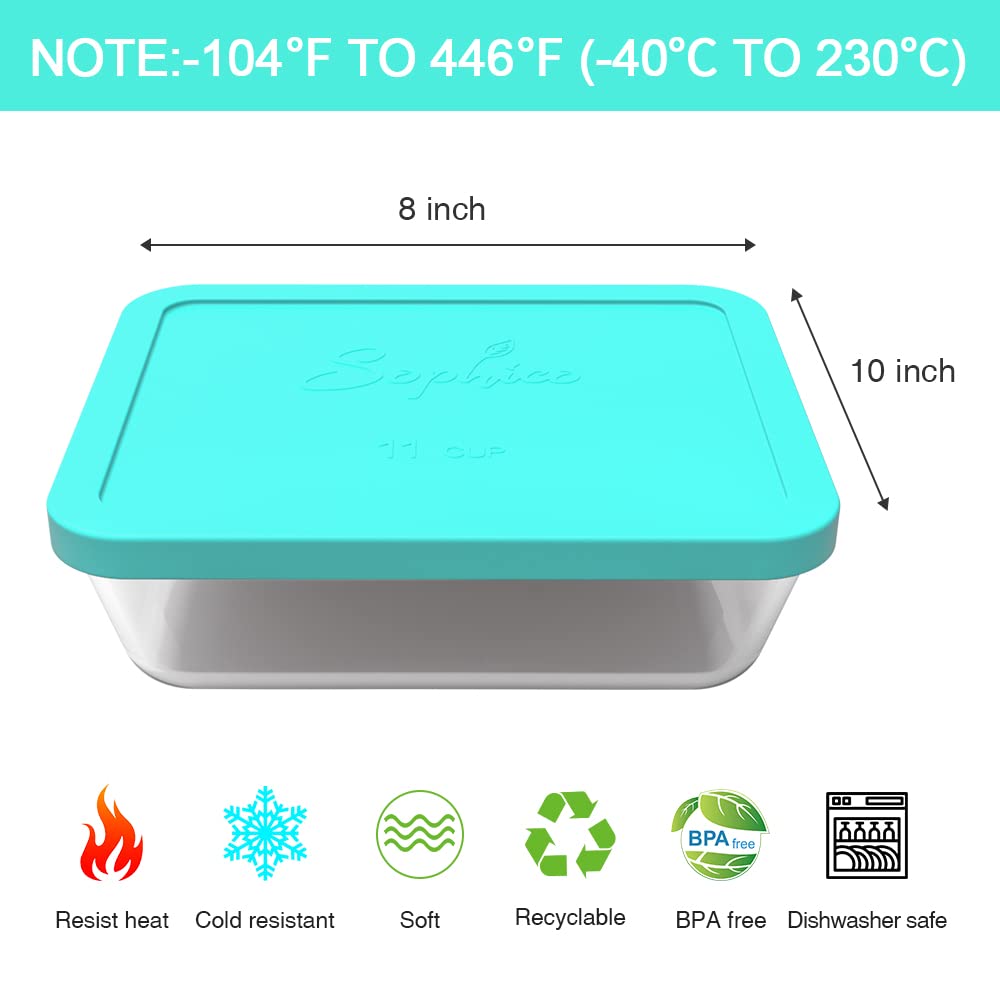 NOTE:-104°F TO 446°F (-40°C TO 230°C)
8 inch
10 inch
Sophico
11 CUP
Resist heat
Cold resistant
Soft
Recyclable
BPA free
BPA free
Dishwasher safe